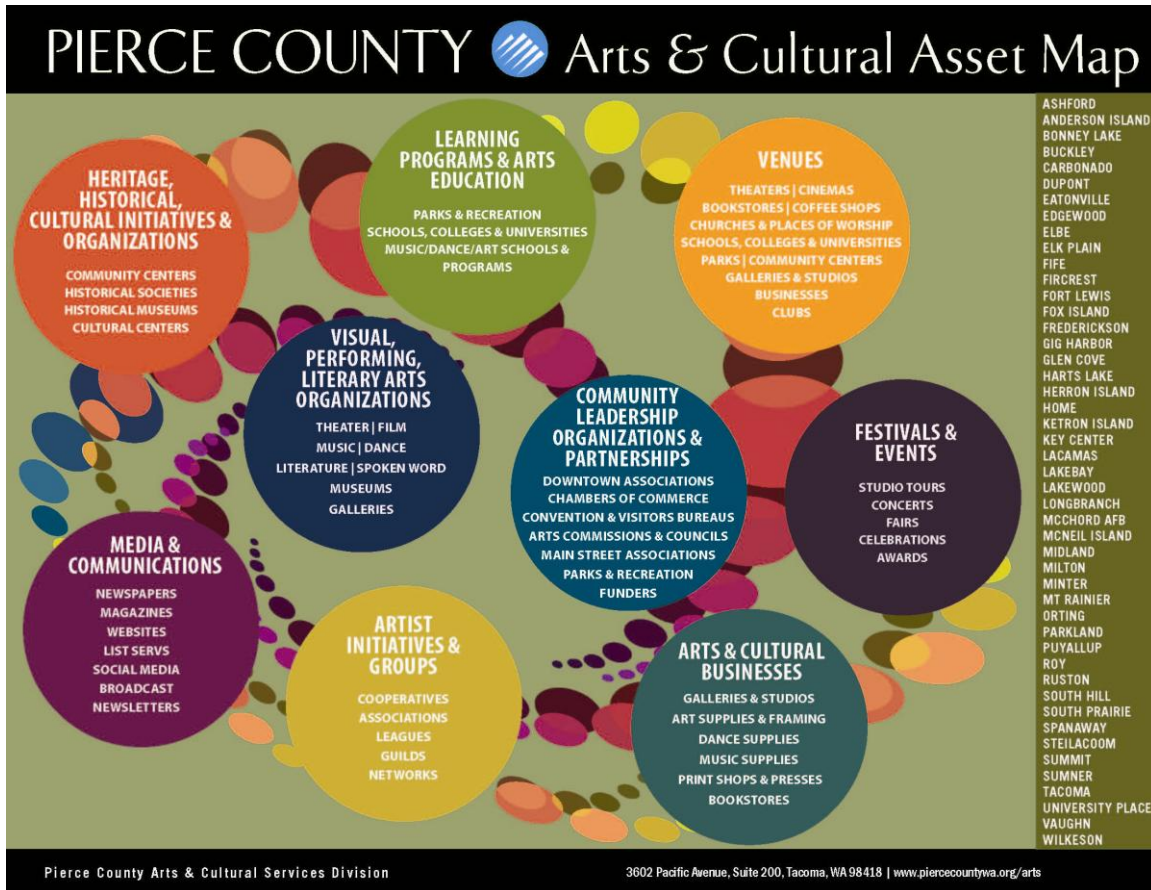 PIERCE COUNTY Arts & Cultural Asset Map
HERITAGE,
HISTORICAL,
CULTURAL INITIATIVES &
ORGANIZATIONS
COMMUNITY CENTERS
HISTORICAL SOCIETIES
HISTORICAL MUSEUMS
CULTURAL CENTERS
LEARNING
PROGRAMS & ARTS
EDUCATION
PARKS & RECREATION
SCHOOLS, COLLEGES & UNIVERSITIES
MUSIC/DANCE/ART SCHOOLS &
PROGRAMS
VENUES
THEATERS | CINEMAS
BOOKSTORES | COFFEE SHOPS
CHURCHES & PLACES OF WORSHIP
SCHOOLS, COLLEGES & UNIVERSITIES
PARKS | COMMUNITY CENTERS
GALLERIES & STUDIOS
BUSINESSES
CLUBS
VISUAL,
PERFORMING,
LITERARY ARTS
ORGANIZATIONS
THEATER | FILM
MUSIC | DANCE
LITERATURE | SPOKEN WORD
MUSEUMS
GALLERIES
COMMUNITY
LEADERSHIP
ORGANIZATIONS &
PARTNERSHIPS
DOWNTOWN ASSOCIATIONS
CHAMBERS OF COMMERCE
CONVENTION & VISITORS BUREAUS
ARTS COMMISSIONS & COUNCILS
MAIN STREET ASSOCIATIONS
PARKS & RECREATION
FUNDERS
FESTIVALS &
EVENTS
STUDIO TOURS
CONCERTS
FAIRS
CELEBRATIONS
AWARDS
MEDIA &
COMMUNICATIONS
NEWSPAPERS
MAGAZINES
WEBSITES
LIST SERVS
SOCIAL MEDIA
BROADCAST
NEWSLETTERS
ARTIST
INITIATIVES &
GROUPS
COOPERATIVES
ASSOCIATIONS
LEAGUES
GUILDS
NETWORKS
ARTS & CULTURAL
BUSINESSES
GALLERIES & STUDIOS
ART SUPPLIES & FRAMING
DANCE SUPPLIES
MUSIC SUPPLIES
PRINT SHOPS & PRESSES
BOOKSTORES
ASHFORD
ANDERSON ISLAND
BONNEY LAKE
BUCKLEY
CARBONADO
DUPONT
EATONVILLE
EDGEWOOD
ELBE
ELK PLAIN
FIFE
FIRCREST
FORT LEWIS
FOX ISLAND
FREDERICKSON
GIG HARBOR
GLEN COVE
HARTS LAKE
HERRON ISLAND
HOME
KETRON ISLAND
KEY CENTER
LACAMAS
LAKEBAY
LAKEWOOD
LONGBRANCH
MCCHORD AFB
MCNEIL ISLAND
MIDLAND
MILTON
MINTER
MT RAINIER
ORTING
PARKLAND
PUYALLUP
ROY
RUSTON
SOUTH HILL
SOUTH PRAIRIE
SPANAWAY
STEILACOOM
SUMMIT
SUMNER
TACOMA
UNIVERSITY PLACE
VAUGHN
WILKESON
Pierce County Arts & Cultural Services Division
3602 Pacific Avenue, Suite 200, Tacoma, WA 98418 | www.piercecountywa.org/arts